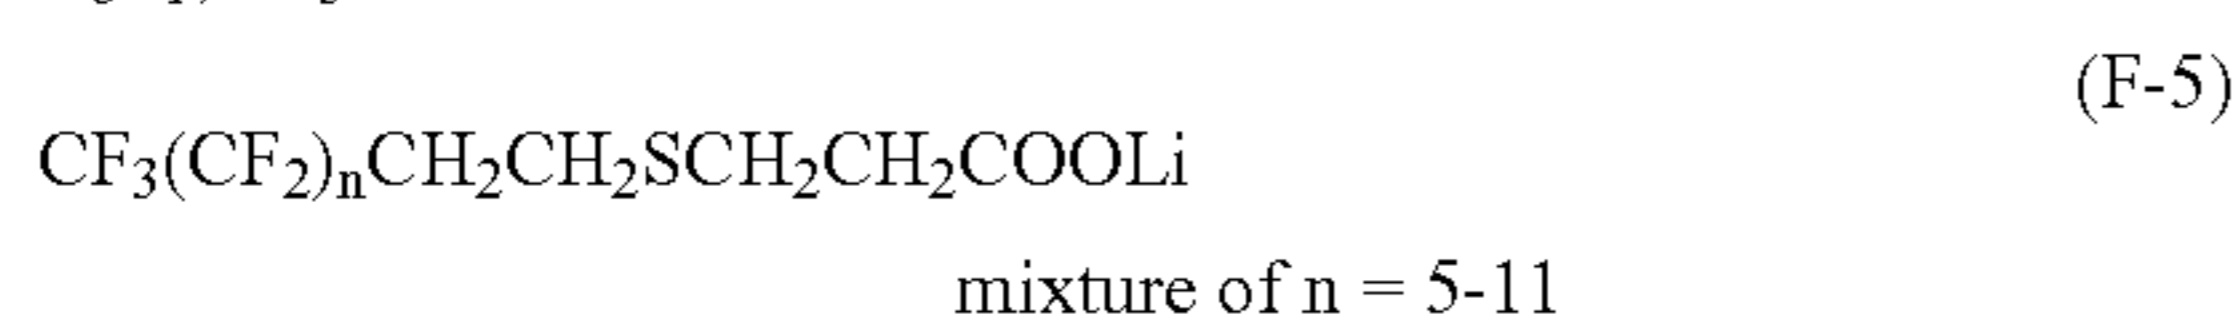 (F-5)
CF₃(CF₂)ₙCH₂CH₂SCH₂CH₂COOLi
mixture of n = 5-11